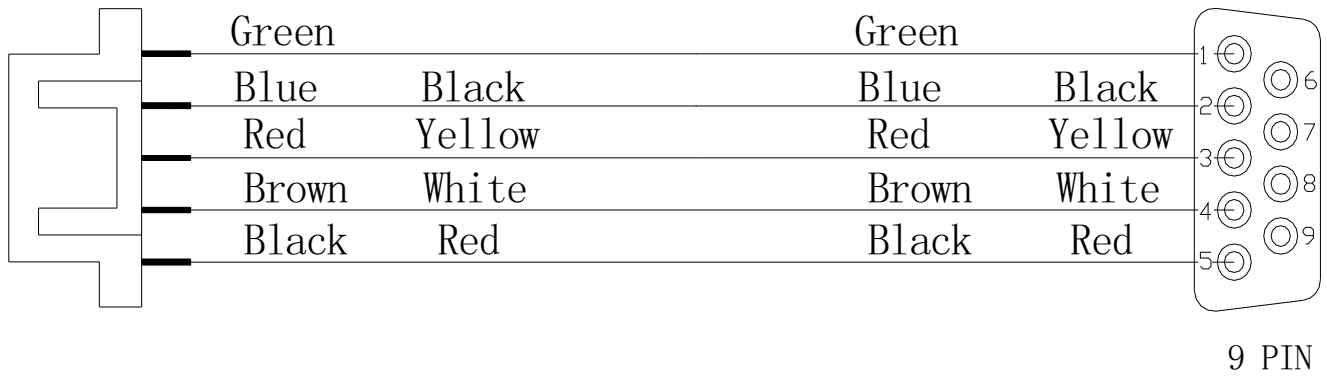 Green Green
1
6
Blue Black Blue Black
2
7
Red Yellow Red Yellow
3
8
Brown White Brown White
4
9
Black Red Black Red
5
9 PIN